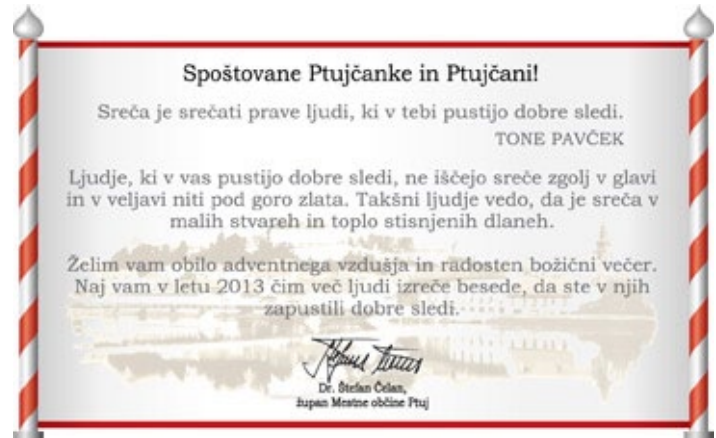 Spoštovane Ptujčanke in Ptujčani!
Sreča je srečati prave ljudi, ki v tebi pustijo dobre sledi.
TONE PAVČEK
Ljudje, ki v vas pustijo dobre sledi, ne iščejo sreče zgolj v glavi
in v veljavi niti pod goro zlata. Takšni ljudje vedo, da je sreča v
malih stvareh in toplo stisnjenih dlaneh.
Želim vam obilo adventnega vzdušja in radosten božični večer.
Naj vam v letu 2013 čim več ljudi izreče besede, da ste v njih
zapustili dobre sledi.
Dr. Štefan Čelan,
župan Mestne občine Ptuj